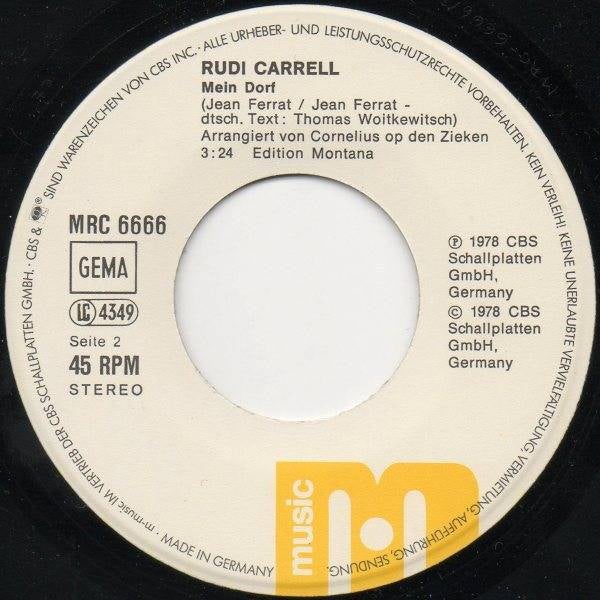 RUDI CARRELL
Mein Dorf
(Jean Ferrat / Jean Ferrat -
dtsch. Text: Thomas Woitkewitsch)
Arrangiert von Cornelius op den Zieken
3:24 Edition Montana
MRC 6666
GEMA
LC 4349
Seite 2
45 RPM
STEREO
Ⓟ 1978 CBS
Schallplatten
GmbH,
Germany
© 1978 CBS
Schallplatten
GmbH,
Germany
music
m-music IM VERTRIEB DER CBS SCHALLPLATTEN GMBH. · CBS & SIND WARENZEICHEN VON CBS INC. · ALLE URHEBER- UND LEISTUNGSSCHUTZRECHTE VORBEHALTEN. KEIN VERLEIH! KEINE UNERLAUBTE VERVIELFÄLTIGUNG, VERMIETUNG, AUFFÜHRUNG, SENDUNG.
· MADE IN GERMANY